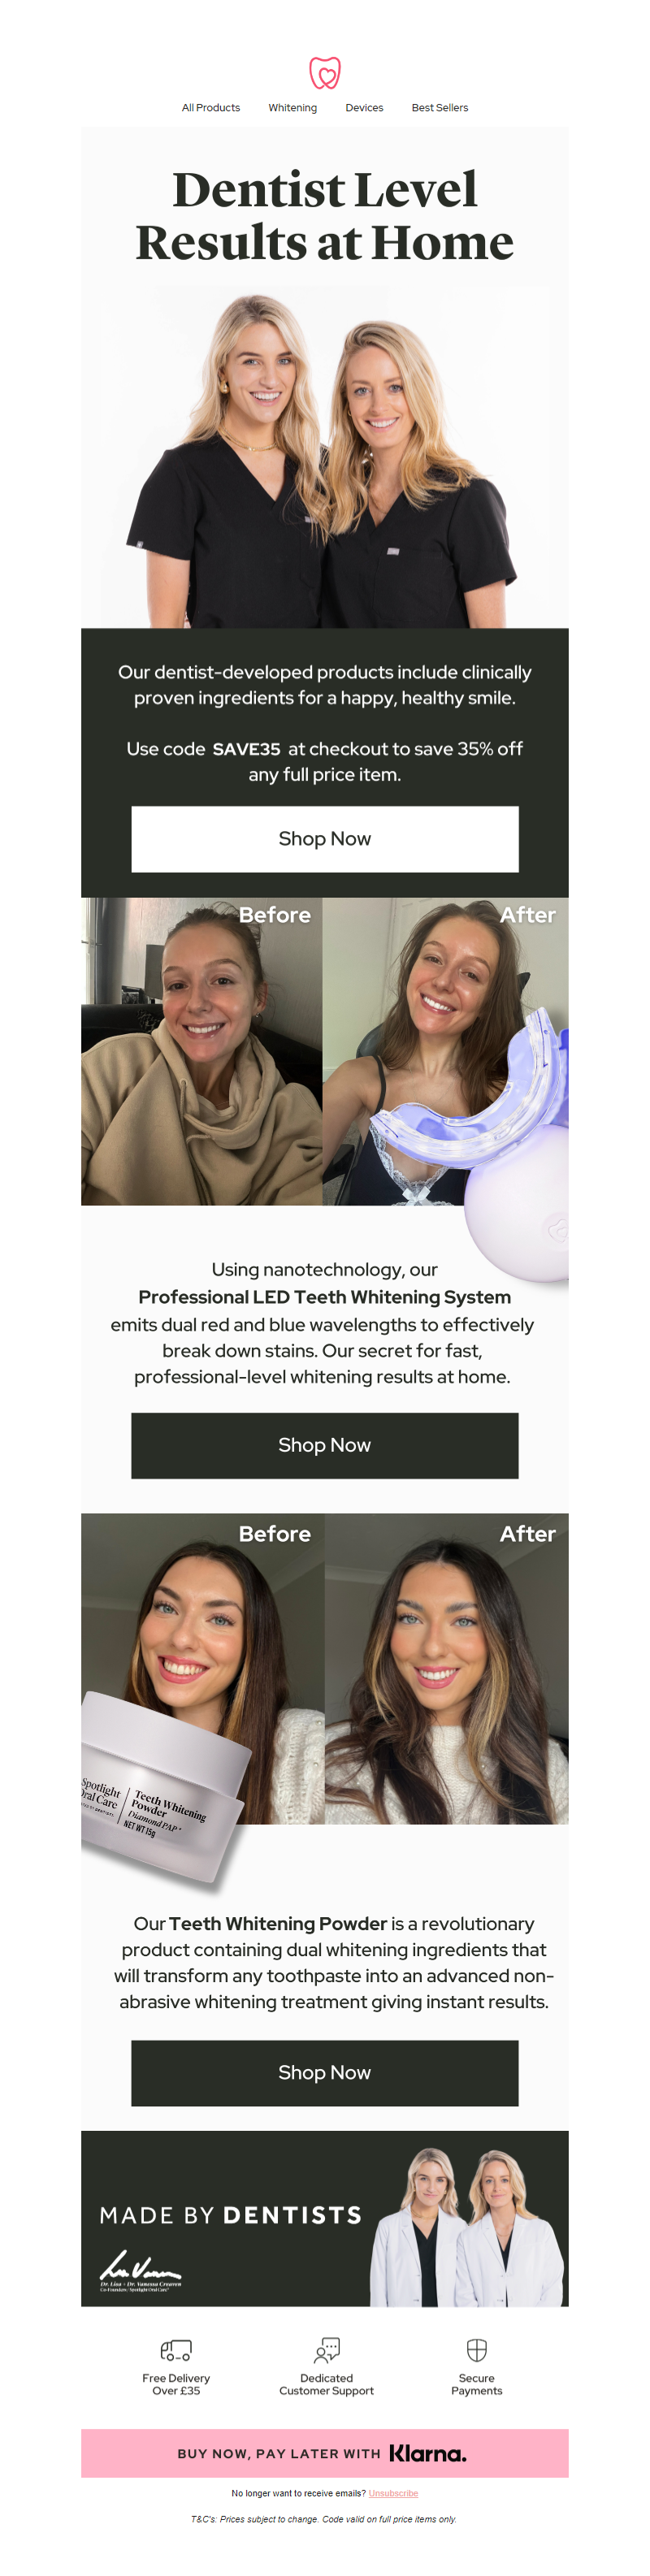 All Products Whitening Devices Best Sellers
Dentist Level
Results at Home
Our dentist-developed products include clinically
proven ingredients for a happy, healthy smile.
Use code SAVE35 at checkout to save 35% off
any full price item.
Shop Now
Before After
Using nanotechnology, our
Professional LED Teeth Whitening System
emits dual red and blue wavelengths to effectively
break down stains. Our secret for fast,
professional-level whitening results at home.
Shop Now
Before After
Spotlight
Oral Care
Teeth Whitening
Powder
Diamond PAP+
NET WT 15g
Our Teeth Whitening Powder is a revolutionary
product containing dual whitening ingredients that
will transform any toothpaste into an advanced non-
abrasive whitening treatment giving instant results.
Shop Now
MADE BY DENTISTS
Dr. Lisa + Dr. Vanessa Creaven
Co-Founders | Spotlight Oral Care
Free Delivery
Over £35
Dedicated
Customer Support
Secure
Payments
BUY NOW, PAY LATER WITH Klarna.
No longer want to receive emails? Unsubscribe
T&C's: Prices subject to change. Code valid on full price items only.